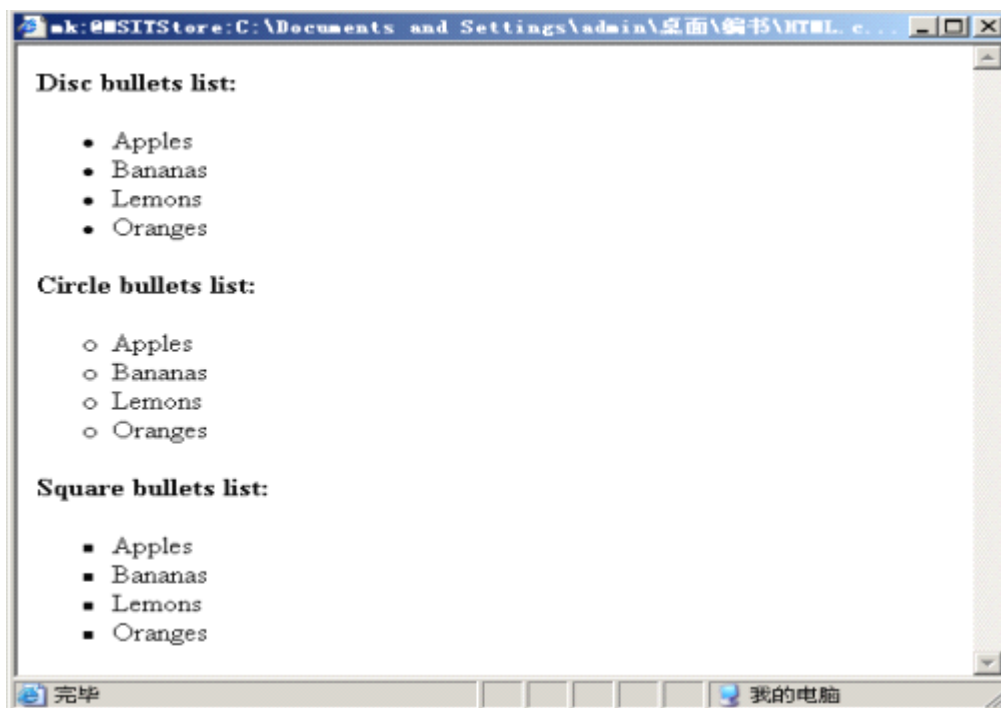 mk:@MSITStore:C:\Documents and Settings\admin\桌面\编书\HTML.c...
Disc bullets list:
Apples
Bananas
Lemons
Oranges
Circle bullets list:
Apples
Bananas
Lemons
Oranges
Square bullets list:
Apples
Bananas
Lemons
Oranges
完毕
我的电脑